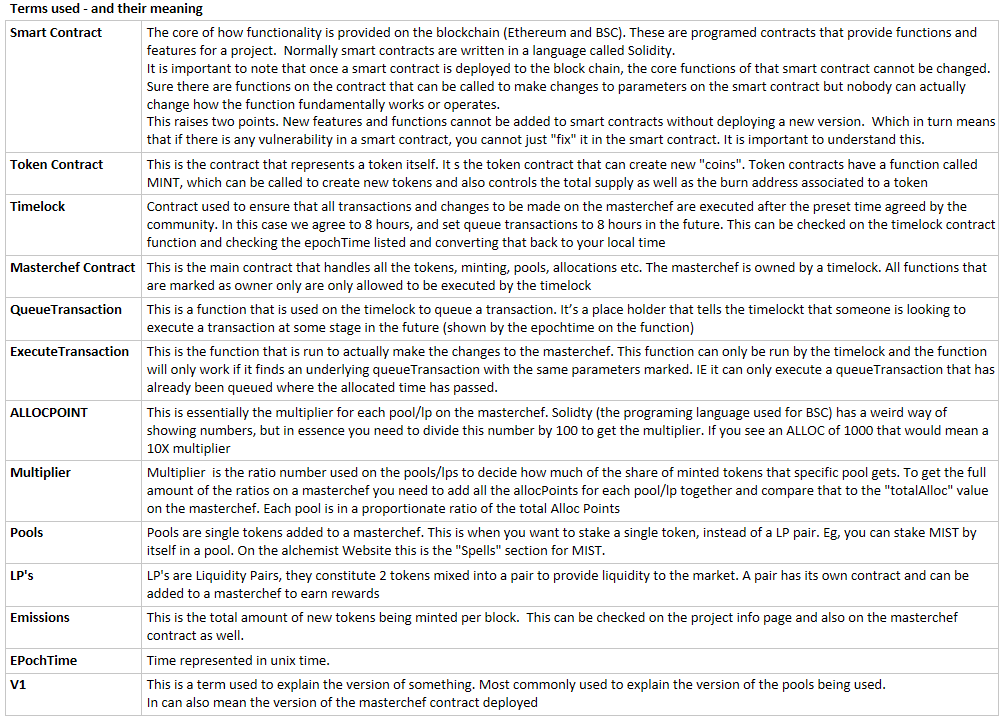 Terms used - and their meaning
Smart Contract
The core of how functionality is provided on the blockchain (Ethereum and BSC). These are programed contracts that provide functions and
features for a project.  Normally smart contracts are written in a language called Solidity.
It is important to note that once a smart contract is deployed to the block chain, the core functions of that smart contract cannot be changed.
Sure there are functions on the contract that can be called to make changes to parameters on the smart contract but nobody can actually
change how the function fundamentally works or operates.
This raises two points. New features and functions cannot be added to smart contracts without deploying a new version.  Which in turn means
that if there is any vulnerability in a smart contract, you cannot just "fix" it in the smart contract. It is important to understand this.
Token Contract
This is the contract that represents a token itself. It s the token contract that can create new "coins". Token contracts have a function called
MINT, which can be called to create new tokens and also controls the total supply as well as the burn address associated to a token
Timelock
Contract used to ensure that all transactions and changes to be made on the masterchef are executed after the preset time agreed by the
community. In this case we agree to 8 hours, and set queue transactions to 8 hours in the future. This can be checked on the timelock contract
function and checking the epochTime listed and converting that back to your local time
Masterchef Contract
This is the main contract that handles all the tokens, minting, pools, allocations etc. The masterchef is owned by a timelock. All functions that
are marked as owner only are only allowed to be executed by the timelock
QueueTransaction
This is a function that is used on the timelock to queue a transaction. It’s a place holder that tells the timelockt that someone is looking to
execute a transaction at some stage in the future (shown by the epochtime on the function)
ExecuteTransaction
This is the function that is run to actually make the changes to the masterchef. This function can only be run by the timelock and the function
will only work if it finds an underlying queueTransaction with the same parameters marked. IE it can only execute a queueTransaction that has
already been queued where the allocated time has passed.
ALLOCPOINT
This is essentially the multiplier for each pool/lp on the masterchef. Solidty (the programing language used for BSC) has a weird way of
showing numbers, but in essence you need to divide this number by 100 to get the multiplier. If you see an ALLOC of 1000 that would mean a
10X multiplier
Multiplier
Multiplier  is the ratio number used on the pools/lps to decide how much of the share of minted tokens that specific pool gets. To get the full
amount of the ratios on a masterchef you need to add all the allocPoints for each pool/lp together and compare that to the "totalAlloc" value
on the masterchef. Each pool is in a proportionate ratio of the total Alloc Points
Pools
Pools are single tokens added to a masterchef. This is when you want to stake a single token, instead of a LP pair. Eg, you can stake MIST by
itself in a pool. On the alchemist Website this is the "Spells" section for MIST.
LP's
LP's are Liquidity Pairs, they constitute 2 tokens mixed into a pair to provide liquidity to the market. A pair has its own contract and can be
added to a masterchef to earn rewards
Emissions
This is the total amount of new tokens being minted per block.  This can be checked on the project info page and also on the masterchef
contract as well.
EPochTime
Time represented in unix time.
V1
This is a term used to explain the version of something. Most commonly used to explain the version of the pools being used.
In can also mean the version of the masterchef contract deployed